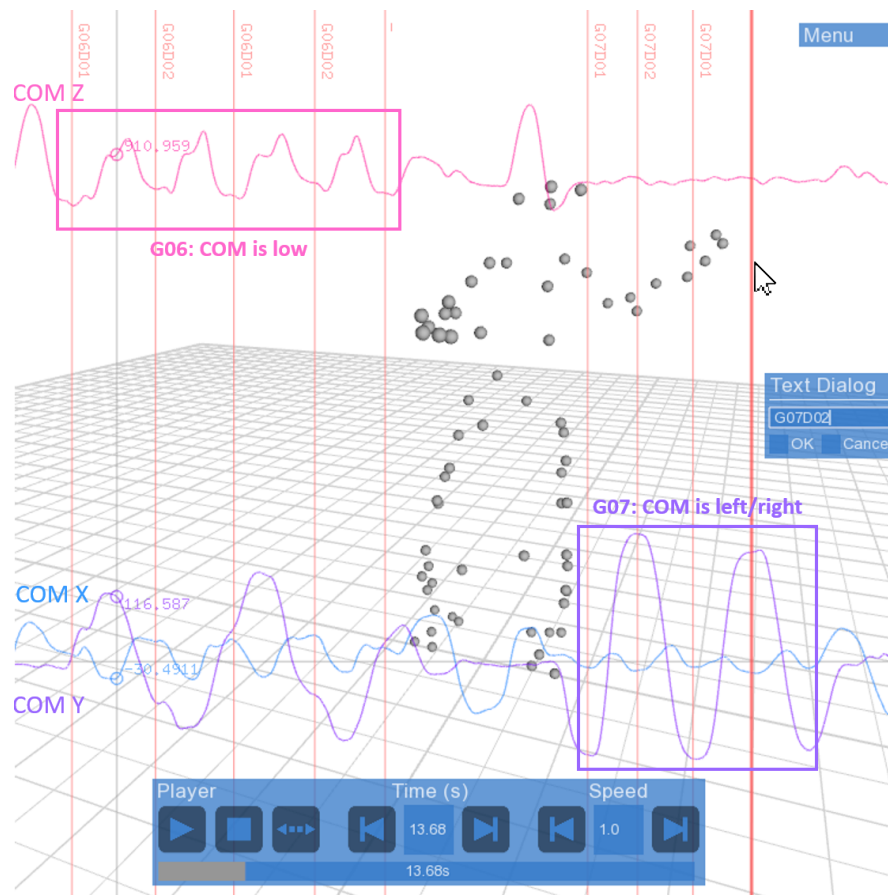 G06D01
G06D02
G06D01
G06D02
G07D01
G07D02
G07D01
Menu
COM Z
910.959
G06: COM is low
Text Dialog
G07D02
OK
Cance
G07: COM is left/right
COM X
116.587
-30.4911
COM Y
Player
Time (s)
Speed
13.68
1.0
13.68s